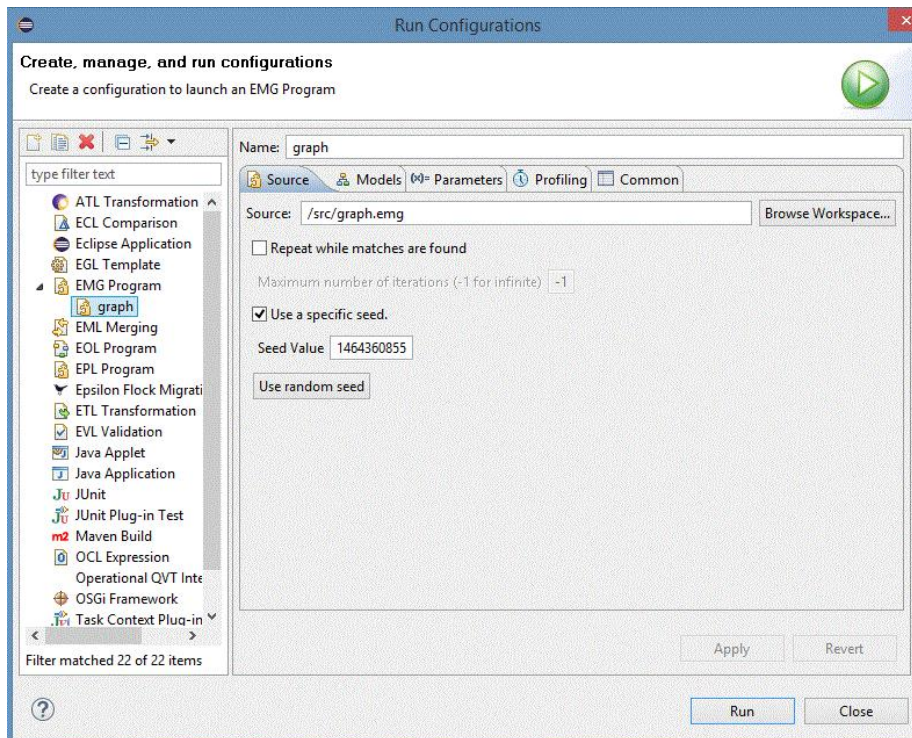 Run Configurations
Create, manage, and run configurations
Create a configuration to launch an EMG Program
type filter text
ATL Transformation
ECL Comparison
Eclipse Application
EGL Template
EMG Program
graph
EML Merging
EOL Program
EPL Program
Epsilon Flock Migrati
ETL Transformation
EVL Validation
Java Applet
Java Application
JU JUnit
JU JUnit Plug-in Test
m2 Maven Build
OCL Expression
Operational QVT Inte
OSGi Framework
Task Context Plug-in
Filter matched 22 of 22 items
Name: graph
Source Models (x)= Parameters Profiling Common
Source: /src/graph.emg Browse Workspace...
Repeat while matches are found
Maximum number of iterations (-1 for infinite) -1
Use a specific seed.
Seed Value 1464360855
Use random seed
Apply Revert
? Run Close